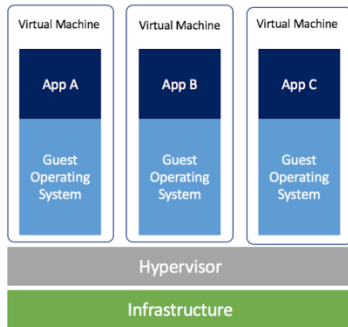 Virtual Machine
Virtual Machine
Virtual Machine
App A
App B
App C
Guest
Operating
System
Guest
Operating
System
Guest
Operating
System
Hypervisor
Infrastructure